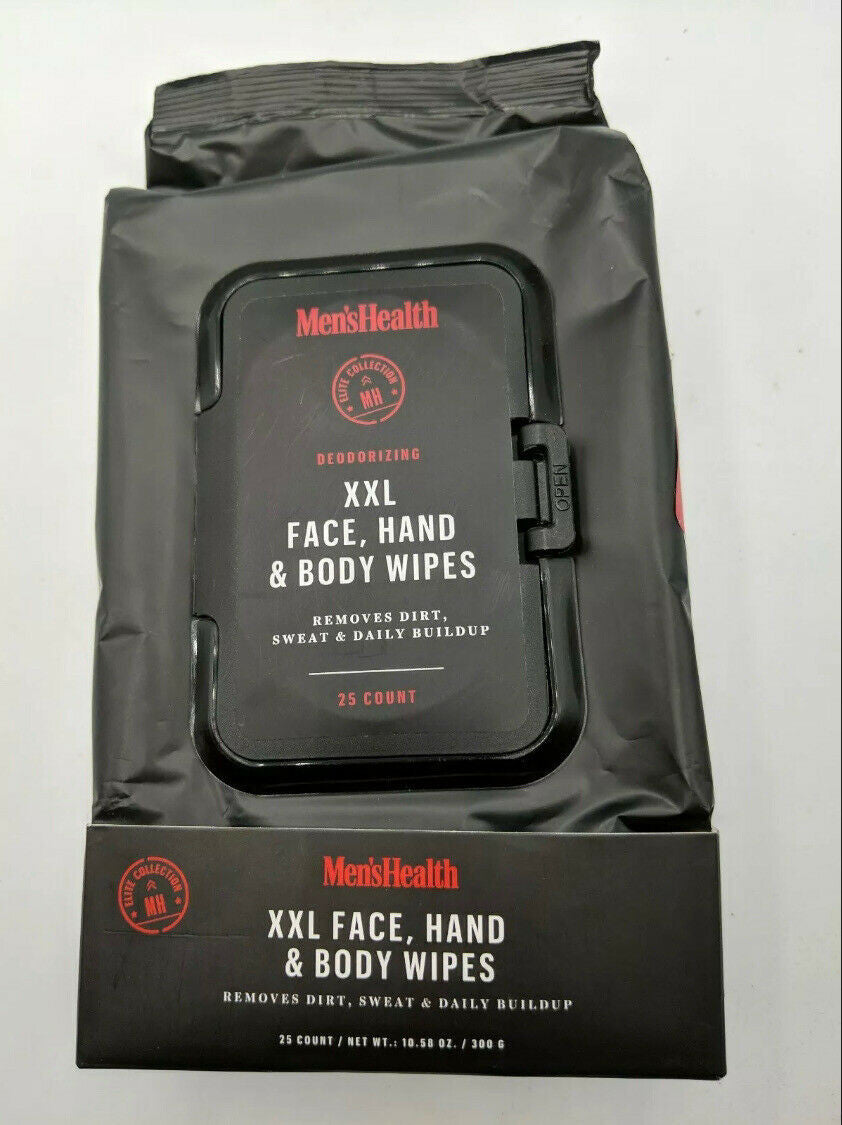 Men'sHealth
ELITE COLLECTION
MH
DEODORIZING
XXL
FACE, HAND
& BODY WIPES
REMOVES DIRT,
SWEAT & DAILY BUILDUP
25 COUNT
OPEN
Men'sHealth
ELITE COLLECTION
MH
XXL FACE, HAND
& BODY WIPES
REMOVES DIRT, SWEAT & DAILY BUILDUP
25 COUNT / NET WT.: 10.58 OZ. / 300 G